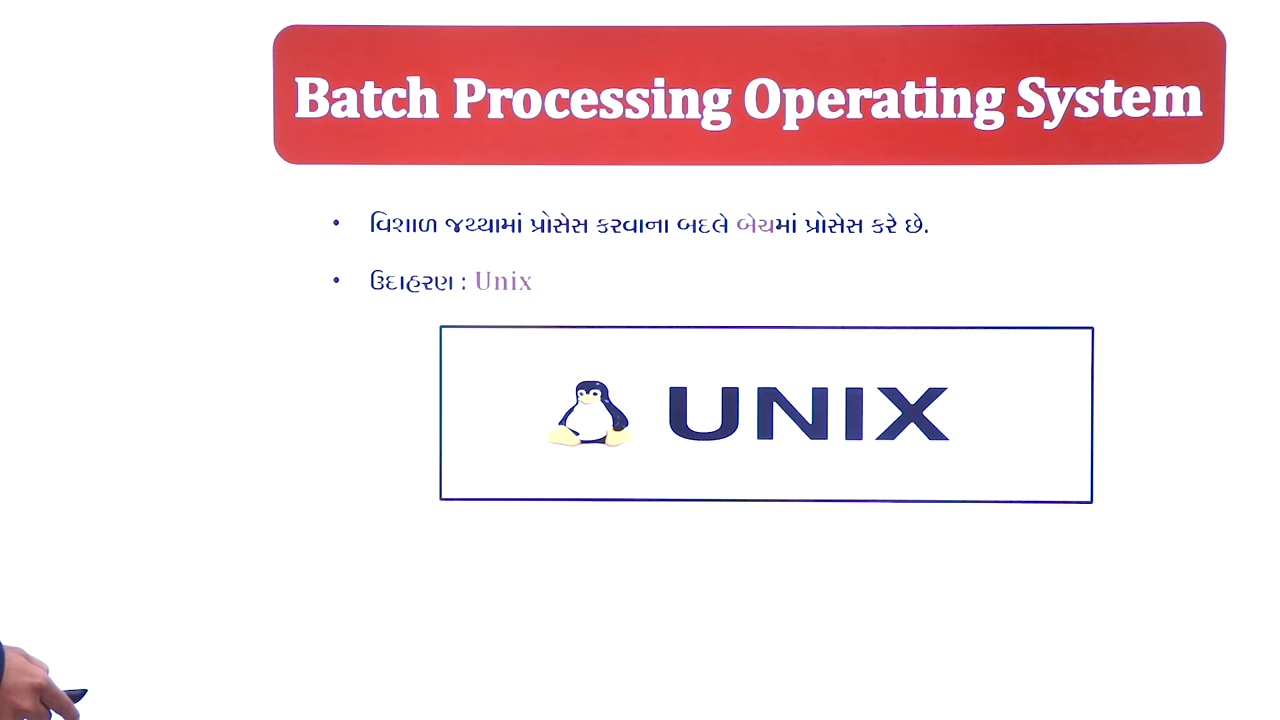 Batch Processing Operating System
• વિશાળ જથ્થામાં પ્રોસેસ કરવાના બદલે બેચમાં પ્રોસેસ કરે છે.
• ઉદાહરણ : Unix
UNIX